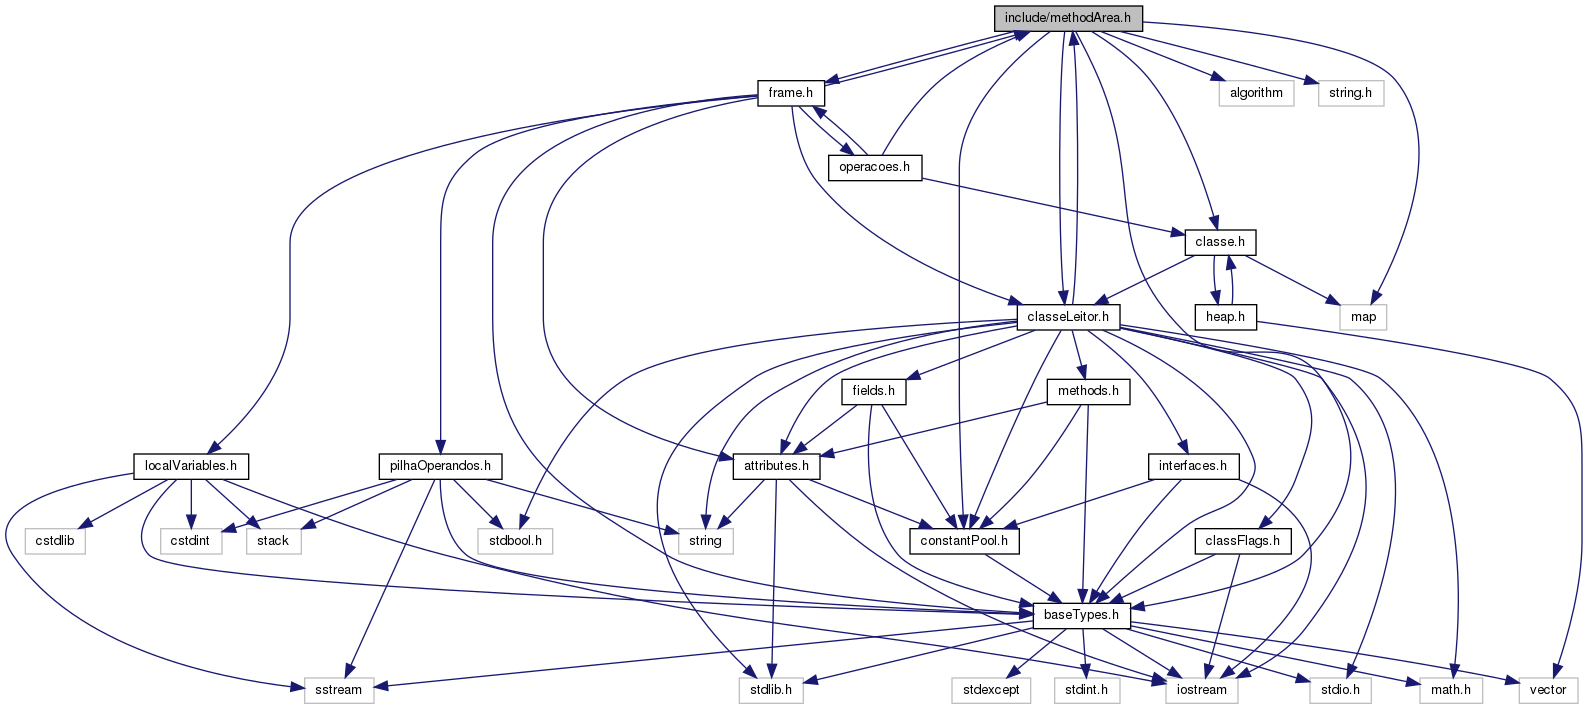 include/methodArea.h
frame.h
algorithm
string.h
operacoes.h
classe.h
classeLeitor.h
heap.h
map
fields.h
methods.h
localVariables.h
pilhaOperandos.h
attributes.h
interfaces.h
cstdlib
cstdint
stack
stdbool.h
string
constantPool.h
classFlags.h
baseTypes.h
sstream
stdlib.h
stdexcept
stdint.h
iostream
stdio.h
math.h
vector